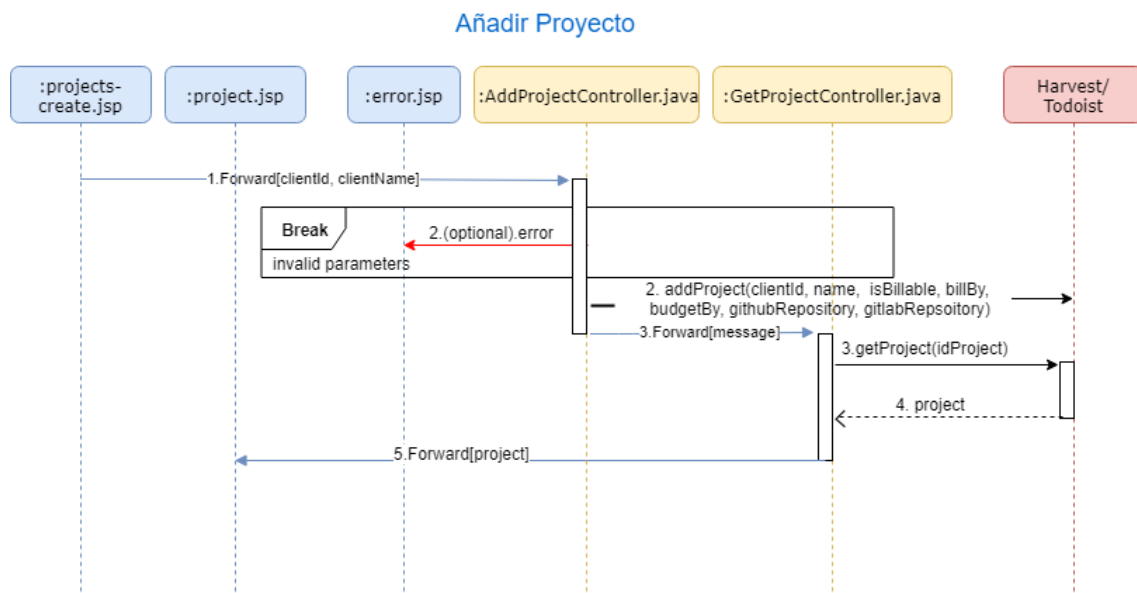 Añadir Proyecto
:projects-
create.jsp
:project.jsp
:error.jsp
:AddProjectController.java
:GetProjectController.java
Harvest/
Todoist
1.Forward[clientId, clientName]
Break
2.(optional).error
invalid parameters
2. addProject(clientId, name, isBillable, billBy,
budgetBy, githubRepository, gitlabRepsoitory)
3.Forward[message]
3.getProject(idProject)
4. project
5.Forward[project]